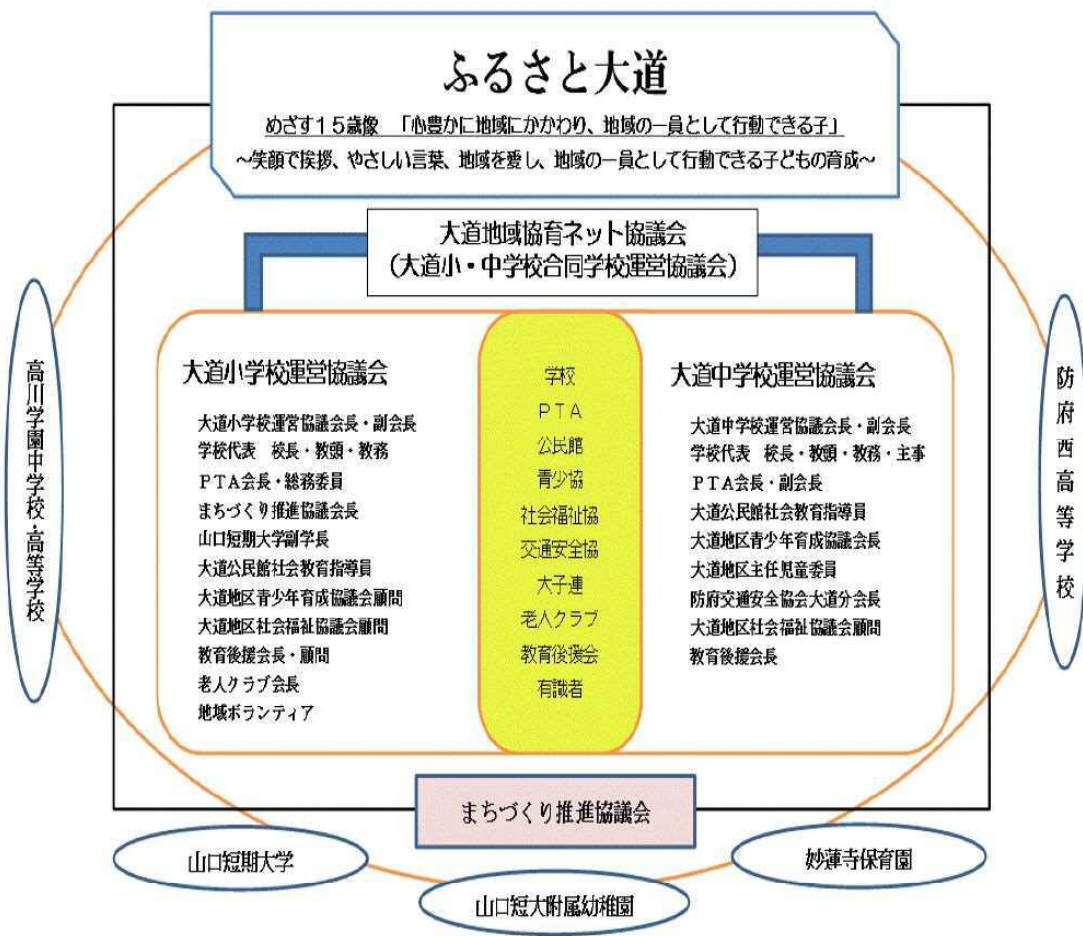 ふるさと大道
めざす15歳像 「心豊かに地域にかかわり、地域の一員として行動できる子」
～笑顔で挨拶、やさしい言葉、地域を愛し、地域の一員として行動できる子どもの育成～
大道地域協育ネット協議会
（大道小・中学校合同学校運営協議会）
大道小学校運営協議会
大道小学校運営協議会長・副会長
学校代表 校長・教頭・教務
PTA会長・総務委員
まちづくり推進協議会長
山口短期大学副学長
大道公民館社会教育指導員
大道地区青少年育成協議会顧問
大道地区社会福祉協議会顧問
教育後援会長・顧問
老人クラブ会長
地域ボランティア
学校
PTA
公民館
青少協
社会福祉協
交通安全協
大子連
老人クラブ
教育後援会
有識者
大道中学校運営協議会
大道中学校運営協議会長・副会長
学校代表 校長・教頭・教務・主事
PTA会長・副会長
大道公民館社会教育指導員
大道地区青少年育成協議会長
大道地区主任児童委員
防府交通安全協会大道分会長
大道地区社会福祉協議会顧問
教育後援会長
高川学園中学校・高等学校
防府西高等学校
まちづくり推進協議会
山口短期大学
山口短大附属幼稚園
妙蓮寺保育園